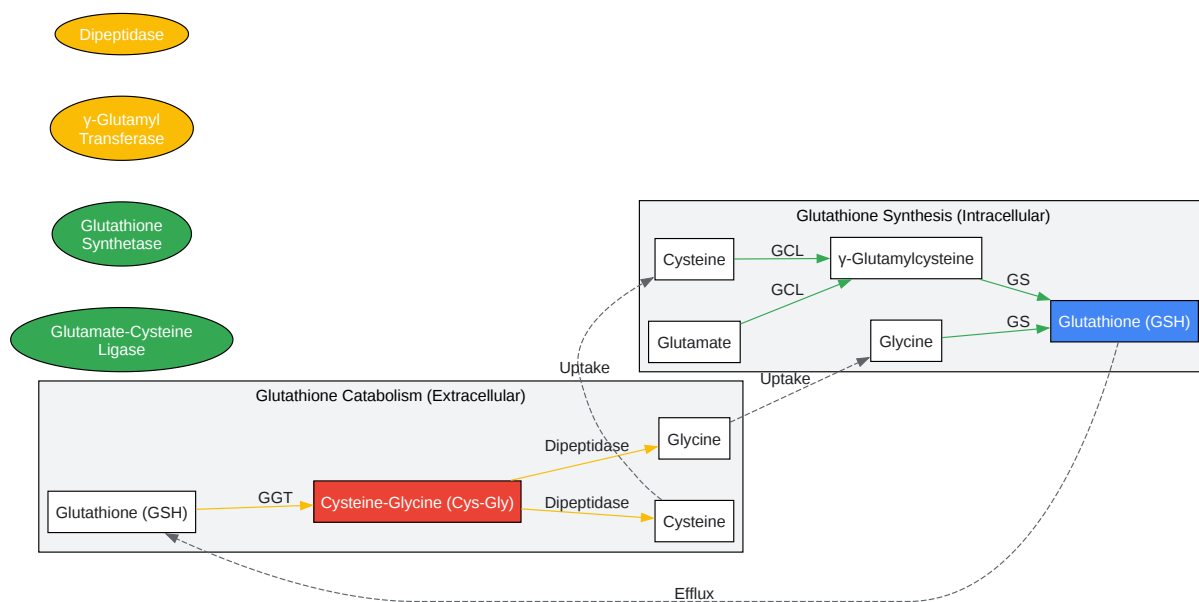 Dipeptidase
γ-Glutamyl
Transferase
Glutathione
Synthetase
Glutamate-Cysteine
Ligase
Glutathione Synthesis (Intracellular)
Cysteine
GCL
γ-Glutamylcysteine
GCL
GS
Glutamate
Glycine
GS
Glutathione (GSH)
Uptake
Uptake
Glutathione Catabolism (Extracellular)
Glycine
Dipeptidase
Glutathione (GSH)
GGT
Cysteine-Glycine (Cys-Gly)
Dipeptidase
Cysteine
Efflux